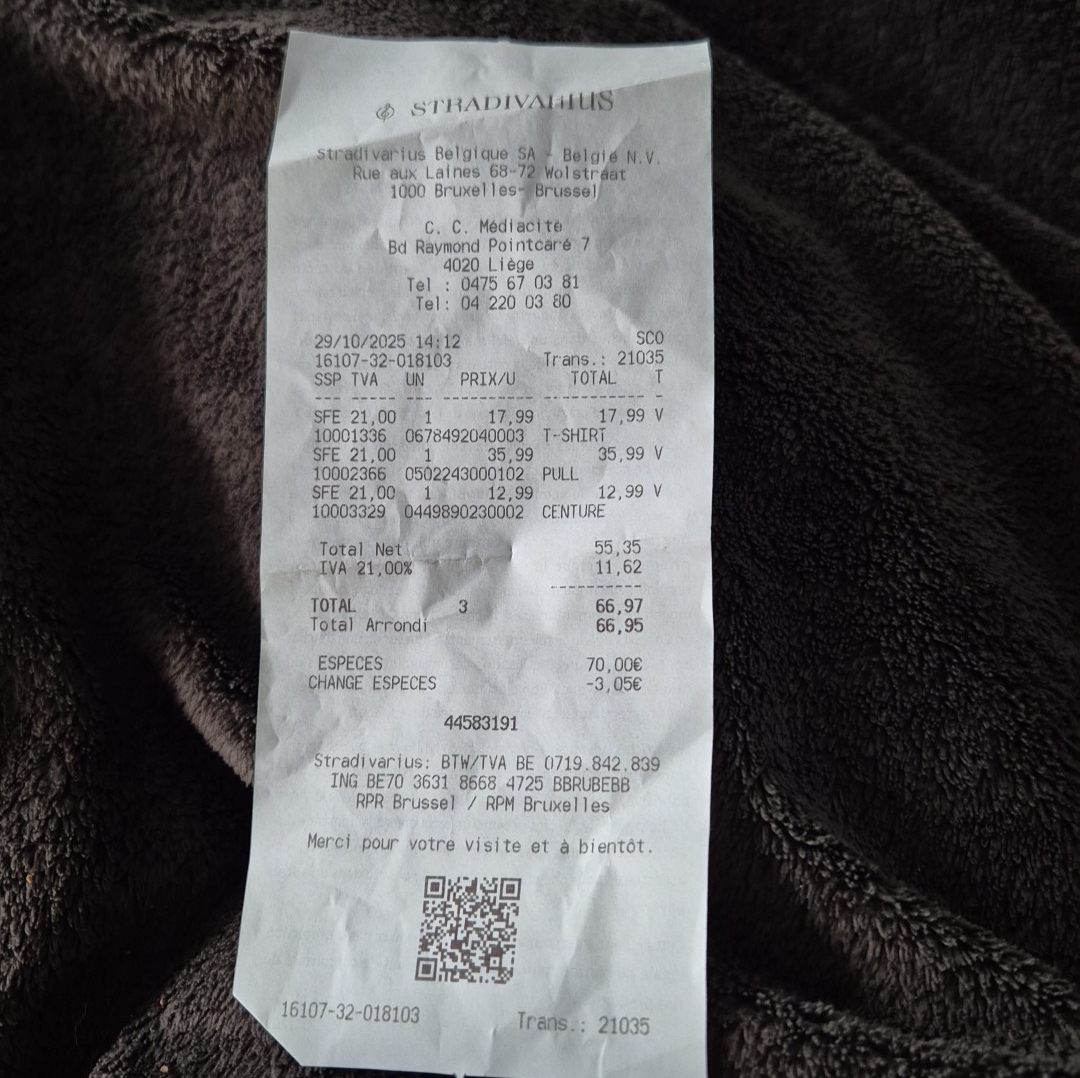 STRADIVARIUS
Stradivarius Belgique SA - België N.V.
Rue aux Laines 68-72 Wolstraat
1000 Bruxelles- Brussel
C. C. Médiacité
Bd Raymond Pointcaré 7
4020 Liège
Tel : 0475 67 03 81
Tel: 04 220 03 80
29/10/2025 14:12 SCO
16107-32-018103 Trans.: 21035
SSP TVA UN PRIX/U TOTAL T
--- ----- --- ---------- ----------- -
SFE 21,00 1 17,99 17,99 V
10001336 0678492040003 T-SHIRT
SFE 21,00 1 35,99 35,99 V
10002366 0502243000102 PULL
SFE 21,00 1 12,99 12,99 V
10003329 0449890230002 CENTURE
Total Net 55,35
IVA 21,00% 11,62
-----------
TOTAL 3 66,97
Total Arrondi 66,95
ESPECES 70,00€
CHANGE ESPECES -3,05€
44583191
Stradivarius: BTW/TVA BE 0719.842.839
ING BE70 3631 8668 4725 BBRUBEBB
RPR Brussel / RPM Bruxelles
Merci pour votre visite et à bientôt.
16107-32-018103 Trans.: 21035